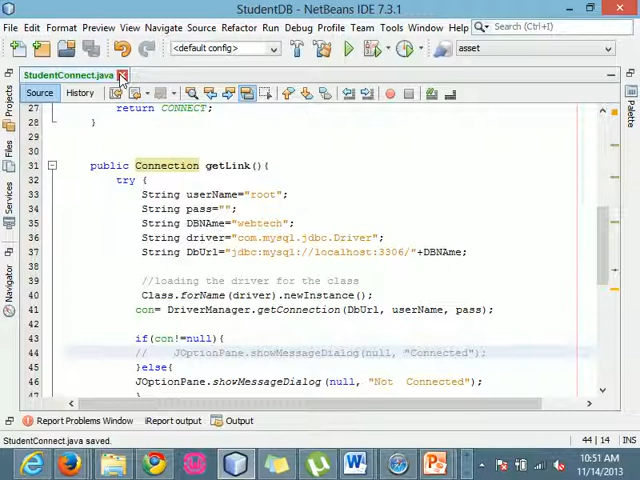 StudentDB - NetBeans IDE 7.3.1
File Edit View Navigate Source Refactor Run Debug Profile Team Tools Window Help
Search (Ctrl+I)
<default config>
asset
StudentConnect.java
Source History
Projects
Files
Services
Navigator
Palette
27 return CONNECT;
28 }
31 public Connection getLink(){
32 try {
33 String userName="root";
34 String pass="";
35 String DBNAme="webtech";
36 String driver="com.mysql.jdbc.Driver";
37 String DbUrl="jdbc:mysql://localhost:3306/"+DBNAme;
38
39 //loading the driver for the class
40 Class.forName(driver).newInstance();
41 con= DriverManager.getConnection(DbUrl, userName, pass);
42
43 if(con!=null){
44 // JOptionPane.showMessageDialog(null, "Connected");
45 }else{
46 JOptionPane.showMessageDialog(null, "Not  Connected");
Report Problems Window iReport output Output
StudentConnect.java saved.
44 | 14 INS
10:51 AM
11/14/2013